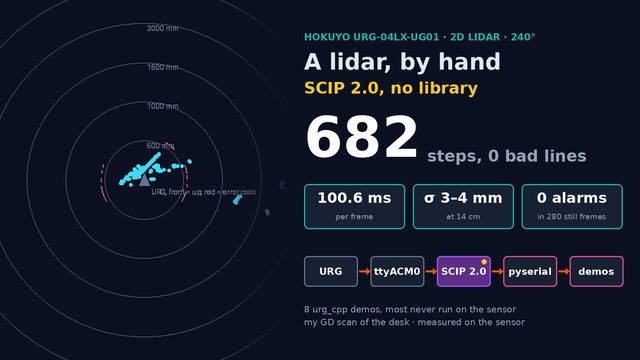 2000 mm
1500 mm
1000 mm
500 mm
URG, front = up; red = error code
HOKUYO URG-04LX-UG01 · 2D LIDAR · 240°
A lidar, by hand
SCIP 2.0, no library
682 steps, 0 bad lines
100.6 ms
per frame
σ 3–4 mm
at 14 cm
0 alarms
in 280 still frames
URG
ttyACM0
SCIP 2.0
pyserial
demos
8 urg_cpp demos, most never run on the sensor
my GD scan of the desk · measured on the sensor